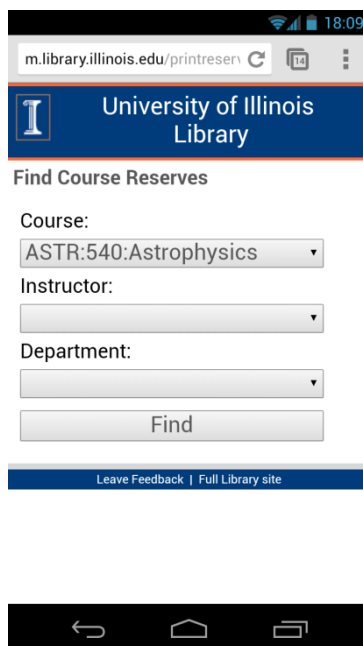 18:09
m.library.illinois.edu/printreserv
14
I
University of Illinois
Library
Find Course Reserves
Course:
ASTR:540:Astrophysics
Instructor:
Department:
Find
Leave Feedback | Full Library site